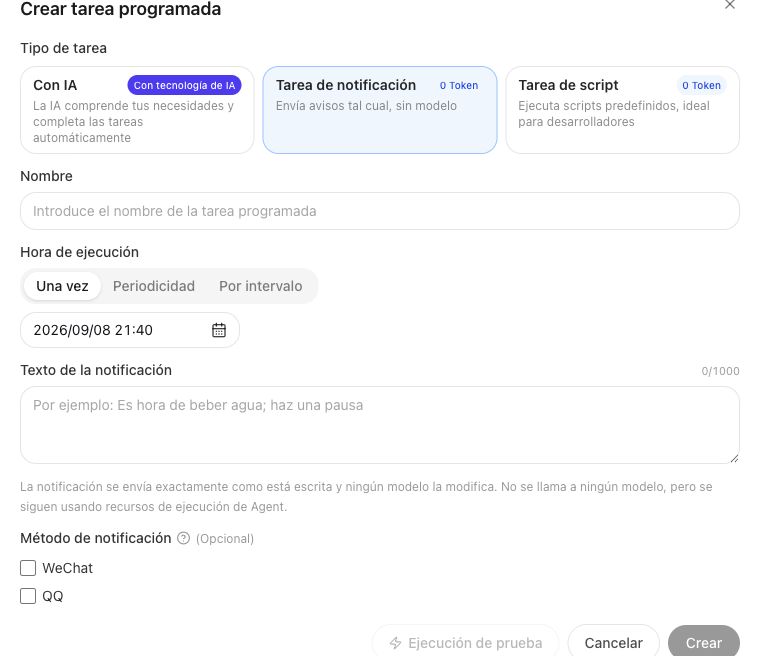 Crear tarea programada
Tipo de tarea
Con IA
Con tecnología de IA
La IA comprende tus necesidades y
completa las tareas
automáticamente
Tarea de notificación
0 Token
Envía avisos tal cual, sin modelo
Tarea de script
0 Token
Ejecuta scripts predefinidos, ideal
para desarrolladores
Nombre
Introduce el nombre de la tarea programada
Hora de ejecución
Una vez
Periodicidad
Por intervalo
2026/09/08 21:40
Texto de la notificación
0/1000
Por ejemplo: Es hora de beber agua; haz una pausa
La notificación se envía exactamente como está escrita y ningún modelo la modifica. No se llama a ningún modelo, pero se
siguen usando recursos de ejecución de Agent.
Método de notificación
(Opcional)
WeChat
QQ
Ejecución de prueba
Cancelar
Crear